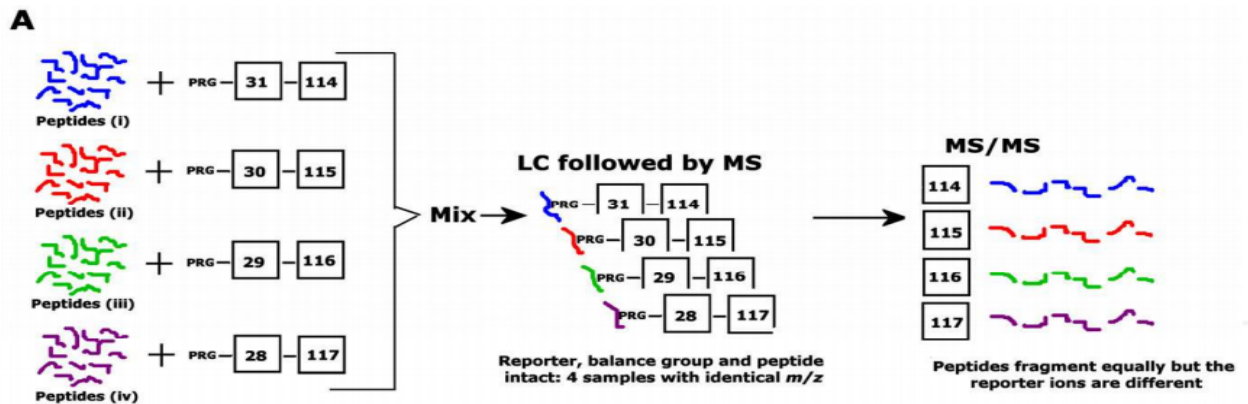 A
+ PRG 31 114
Peptides (i)
+ PRG 30 115
Peptides (ii)
+ PRG 29 116
Peptides (iii)
+ PRG 28 117
Peptides (iv)
Mix
LC followed by MS
PRG 31 114
PRG 30 115
PRG 29 116
PRG 28 117
Reporter, balance group and peptide
intact: 4 samples with identical m/z
MS/MS
114
115
116
117
Peptides fragment equally but the
reporter ions are different